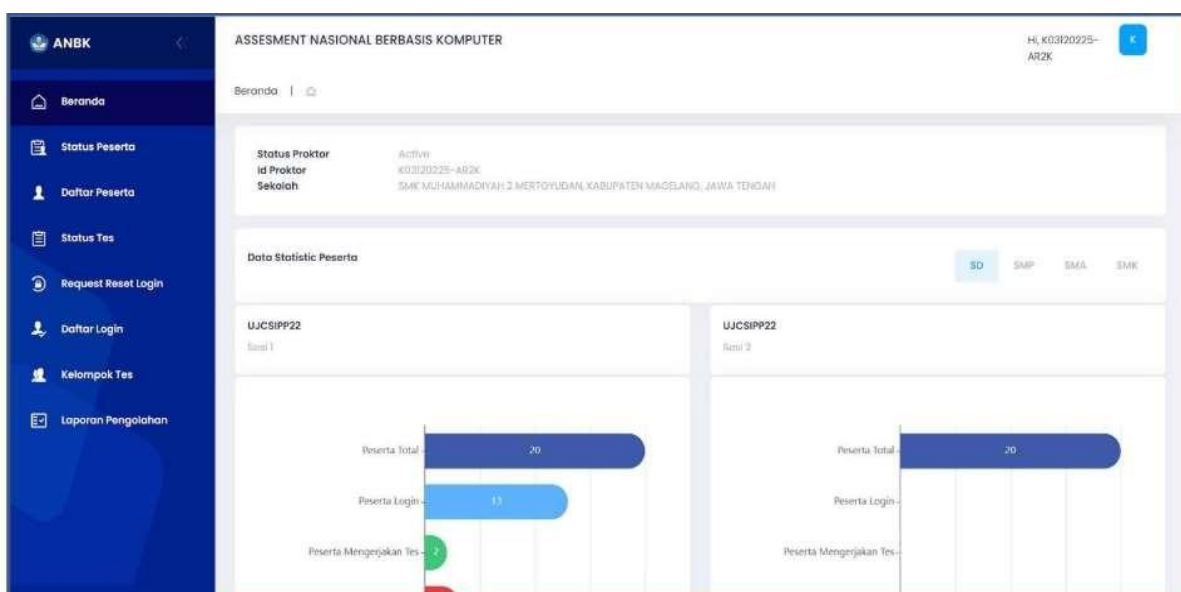 ANBK
ASSESMENT NASIONAL BERBASIS KOMPUTER
Hi, K03120225-
AR2K
K
Beranda |
Beranda
Status Peserta
Daftar Peserta
Status Tes
Request Reset Login
Daftar Login
Kelompok Tes
Laporan Pengolahan
Status Proktor Active
Id Proktor K03120225-AR2K
Sekolah SMK MUHAMMADIYAH 2 MERTOYUDAN, KABUPATEN MAGELANG, JAWA TENGAH
Data Statistic Peserta
SD SMP SMA SMK
UJCSIPP22
Sesi 1
UJCSIPP22
Sesi 2
Peserta Total 20
Peserta Login 13
Peserta Mengerjakan Tes 2
Peserta Total 20
Peserta Login
Peserta Mengerjakan Tes